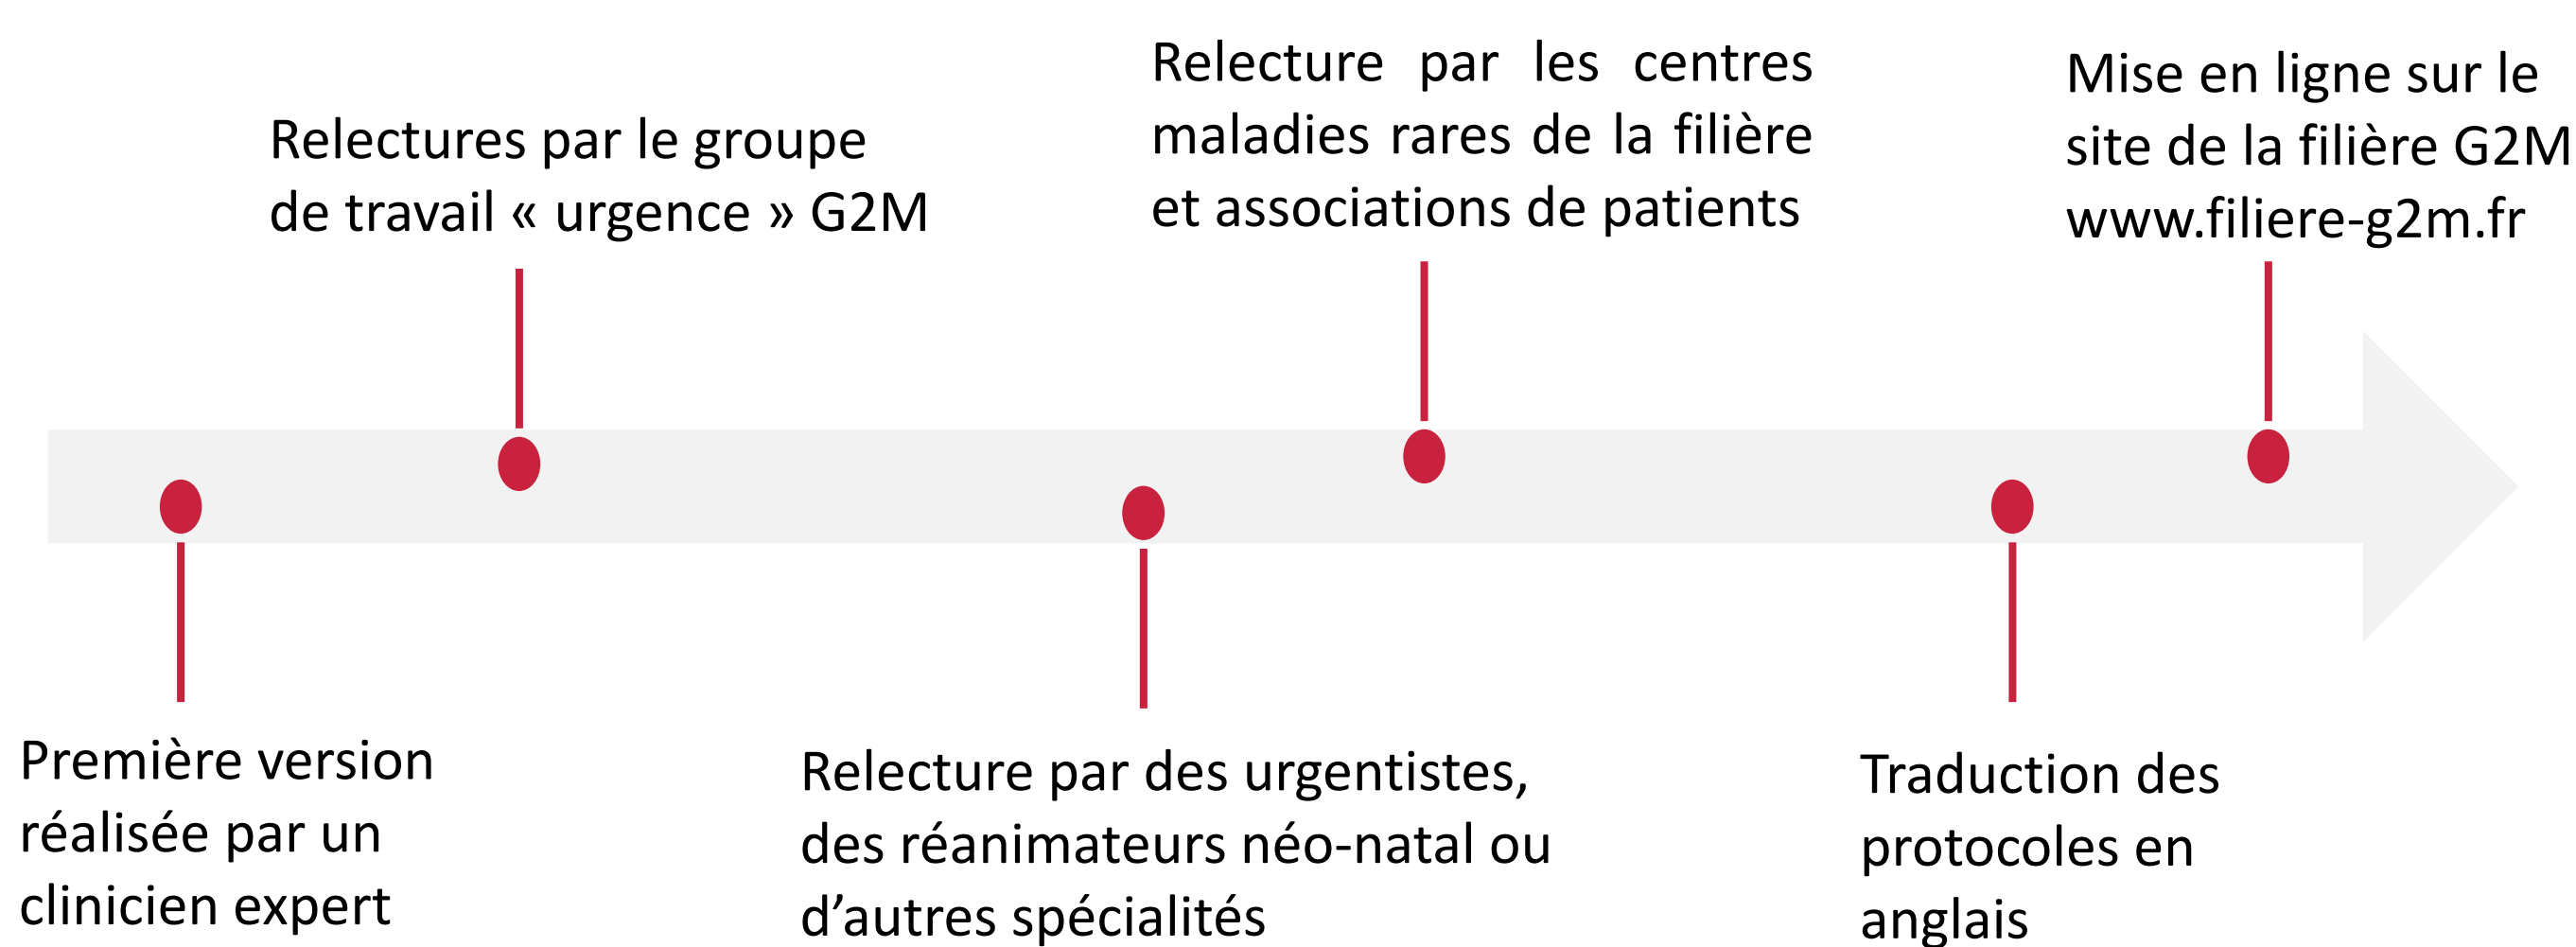 Première version
réalisée par un
clinicien expert
Relectures par le groupe
de travail « urgence » G2M
Relecture par des urgentistes,
des réanimateurs néo-natal ou
d’autres spécialités
Relecture par les centres
maladies rares de la filière
et associations de patients
Traduction des
protocoles en
anglais
Mise en ligne sur le
site de la filière G2M
www.filiere-g2m.fr